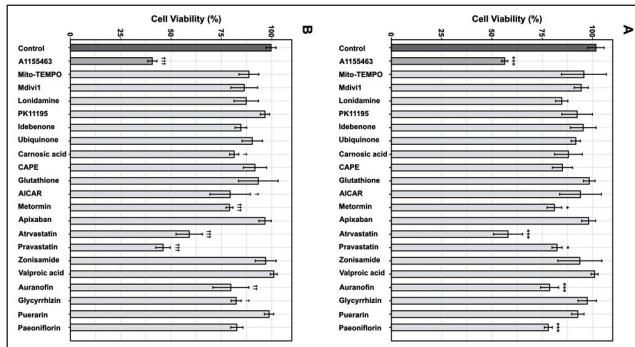 B
Cell Viability (%)
0
25
50
75
100
Control
A1155463
Mito-TEMPO
Mdivi1
Lonidamine
PK11195
Idebenone
Ubiquinone
Carnosic acid
CAPE
Glutathione
AICAR
Metormin
Apixaban
Atrvastatin
Pravastatin
Zonisamide
Valproic acid
Auranofin
Glycyrrhizin
Puerarin
Paeoniflorin
A
Cell Viability (%)
0
25
50
75
100
Control
A1155463
Mito-TEMPO
Mdivi1
Lonidamine
PK11195
Idebenone
Ubiquinone
Carnosic acid
CAPE
Glutathione
AICAR
Metormin
Apixaban
Atrvastatin
Pravastatin
Zonisamide
Valproic acid
Auranofin
Glycyrrhizin
Puerarin
Paeoniflorin